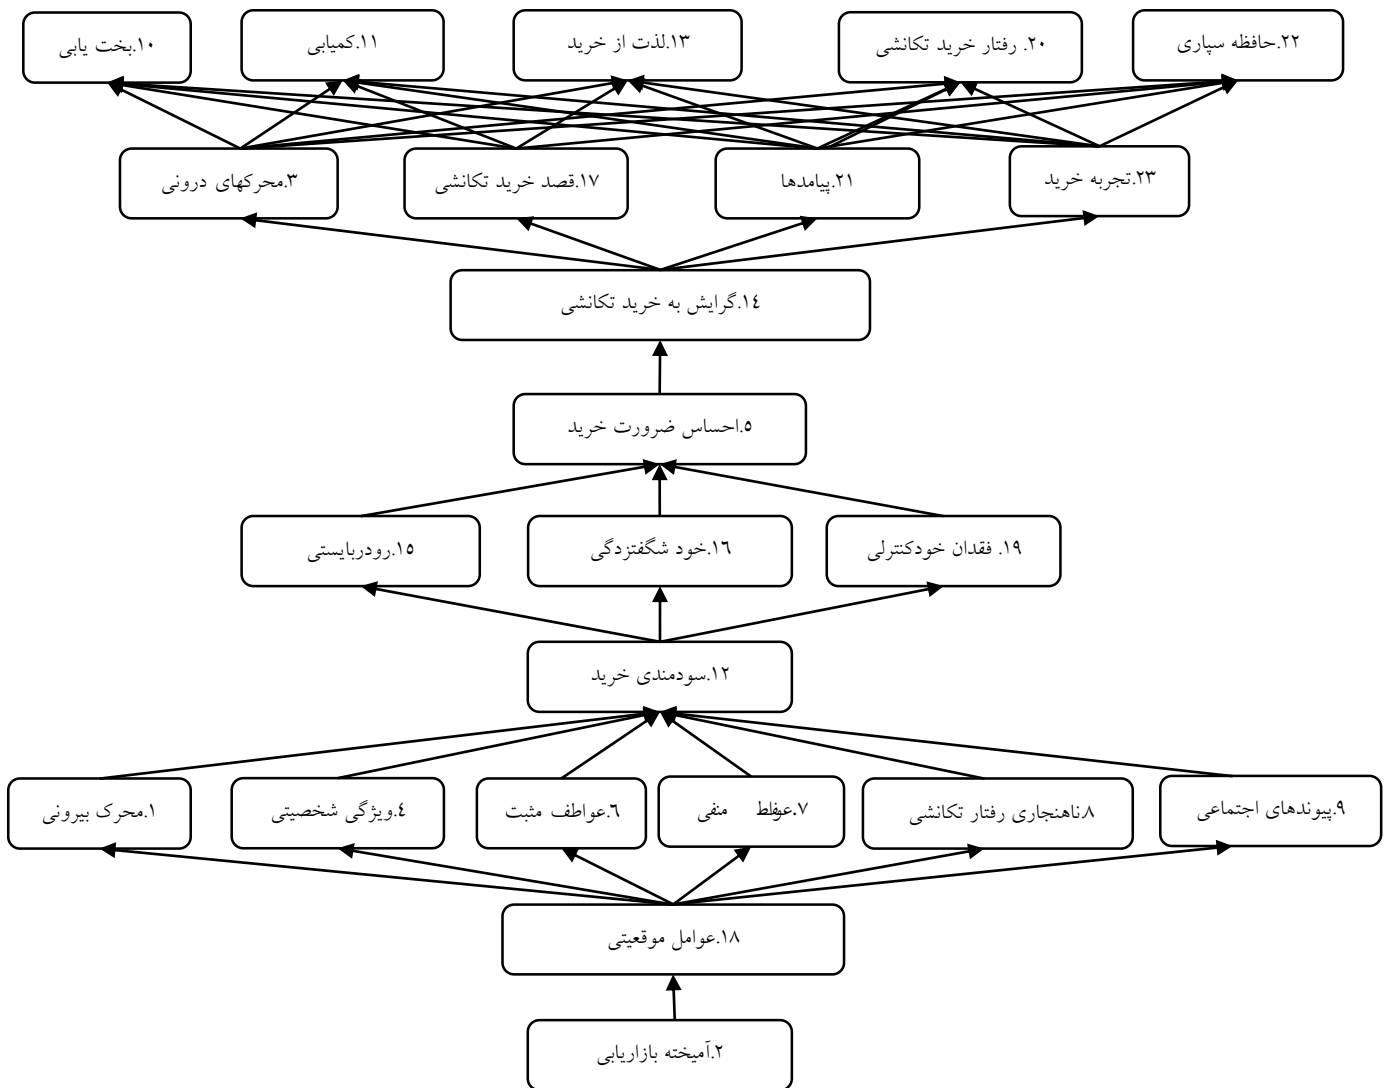 ۱۰.بخت یابی
۱۱.کمیابی
۱۳.لذت از خرید
۲۰. رفتار خرید تکانشی
۲۲.حافظه سپاری
۳.محرکهای درونی
۱۷.قصد خرید تکانشی
۲۱.پیامدها
۲۳.تجربه خرید
۱٤.گرایش به خرید تکانشی
٥.احساس ضرورت خرید
۱٥.رودربایستی
۱٦.خود شگفتزدگی
۱۹. فقدان خودکنترلی
۱۲.سودمندی خرید
۱.محرک بیرونی
٤.ویژگی شخصیتی
٦.عواطف مثبت
۷. منفی
۸.ناهنجاری رفتار تکانشی
۹.پیوندهای اجتماعی
۱۸.عوامل موقعیتی
۲.آمیخته بازاریابی